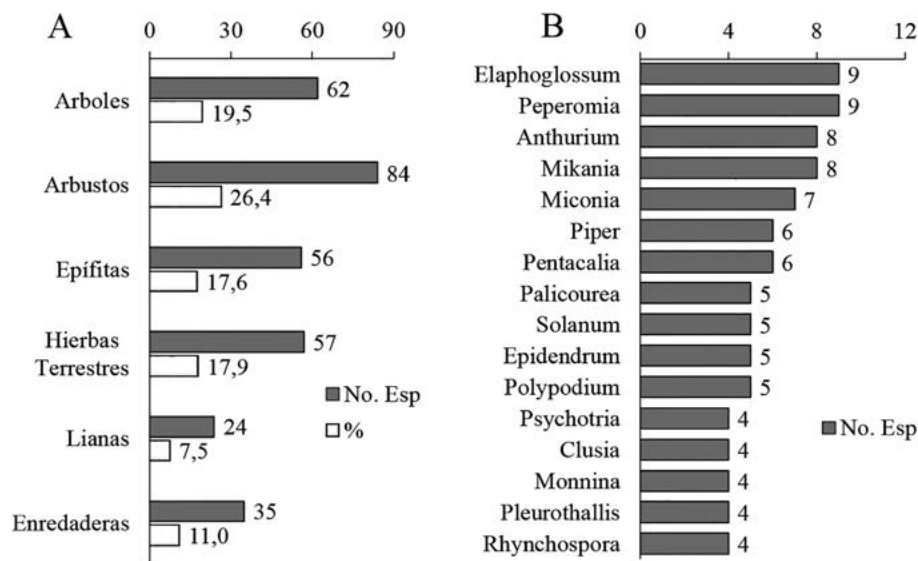 A
0 30 60 90
Arboles 62
19,5
Arbustos 84
26,4
Epífitas 56
17,6
Hierbas
Terrestres 57
17,9
Lianas 24
7,5
Enredaderas 35
11,0
No. Esp
%
B
0 4 8 12
Elaphoglossum 9
Peperomia 9
Anthurium 8
Mikania 8
Miconia 7
Piper 6
Pentacalia 6
Palicourea 5
Solanum 5
Epidendrum 5
Polypodium 5
Psychotria 4
Clusia 4
Monnina 4
Pleurothallis 4
Rhynchospora 4
No. Esp